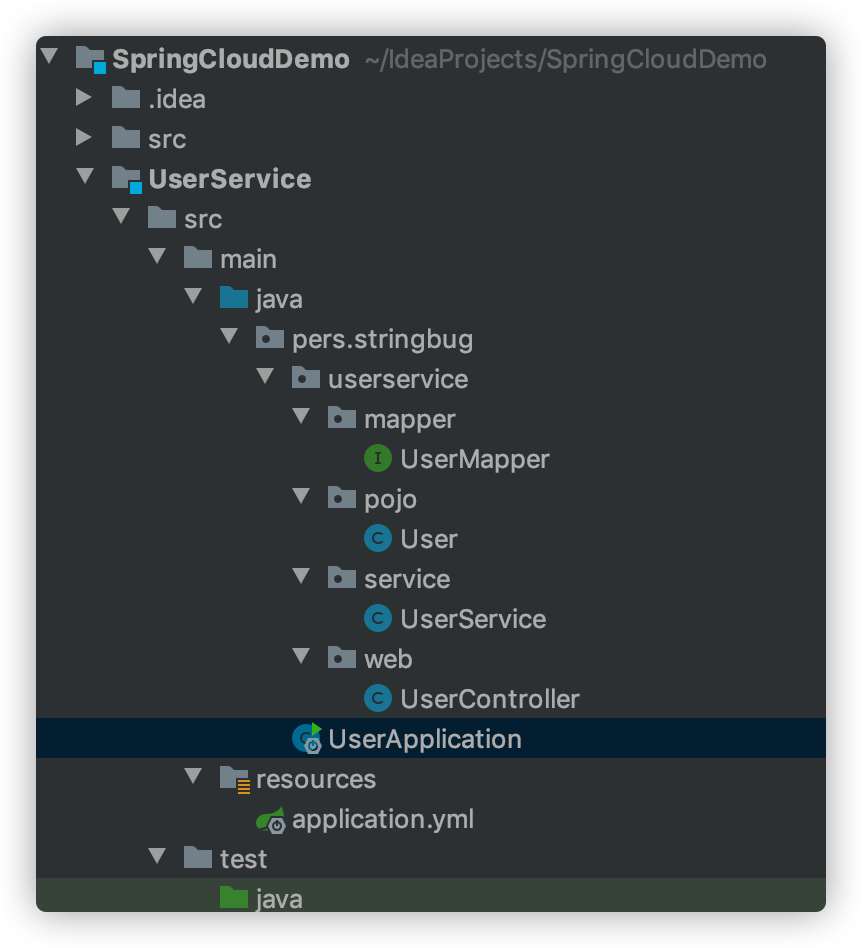 SpringCloudDemo ~/IdeaProjects/SpringCloudDemo
.idea
src
UserService
src
main
java
pers.stringbug
userservice
mapper
I UserMapper
pojo
C User
service
C UserService
web
C UserController
C UserApplication
resources
application.yml
test
java